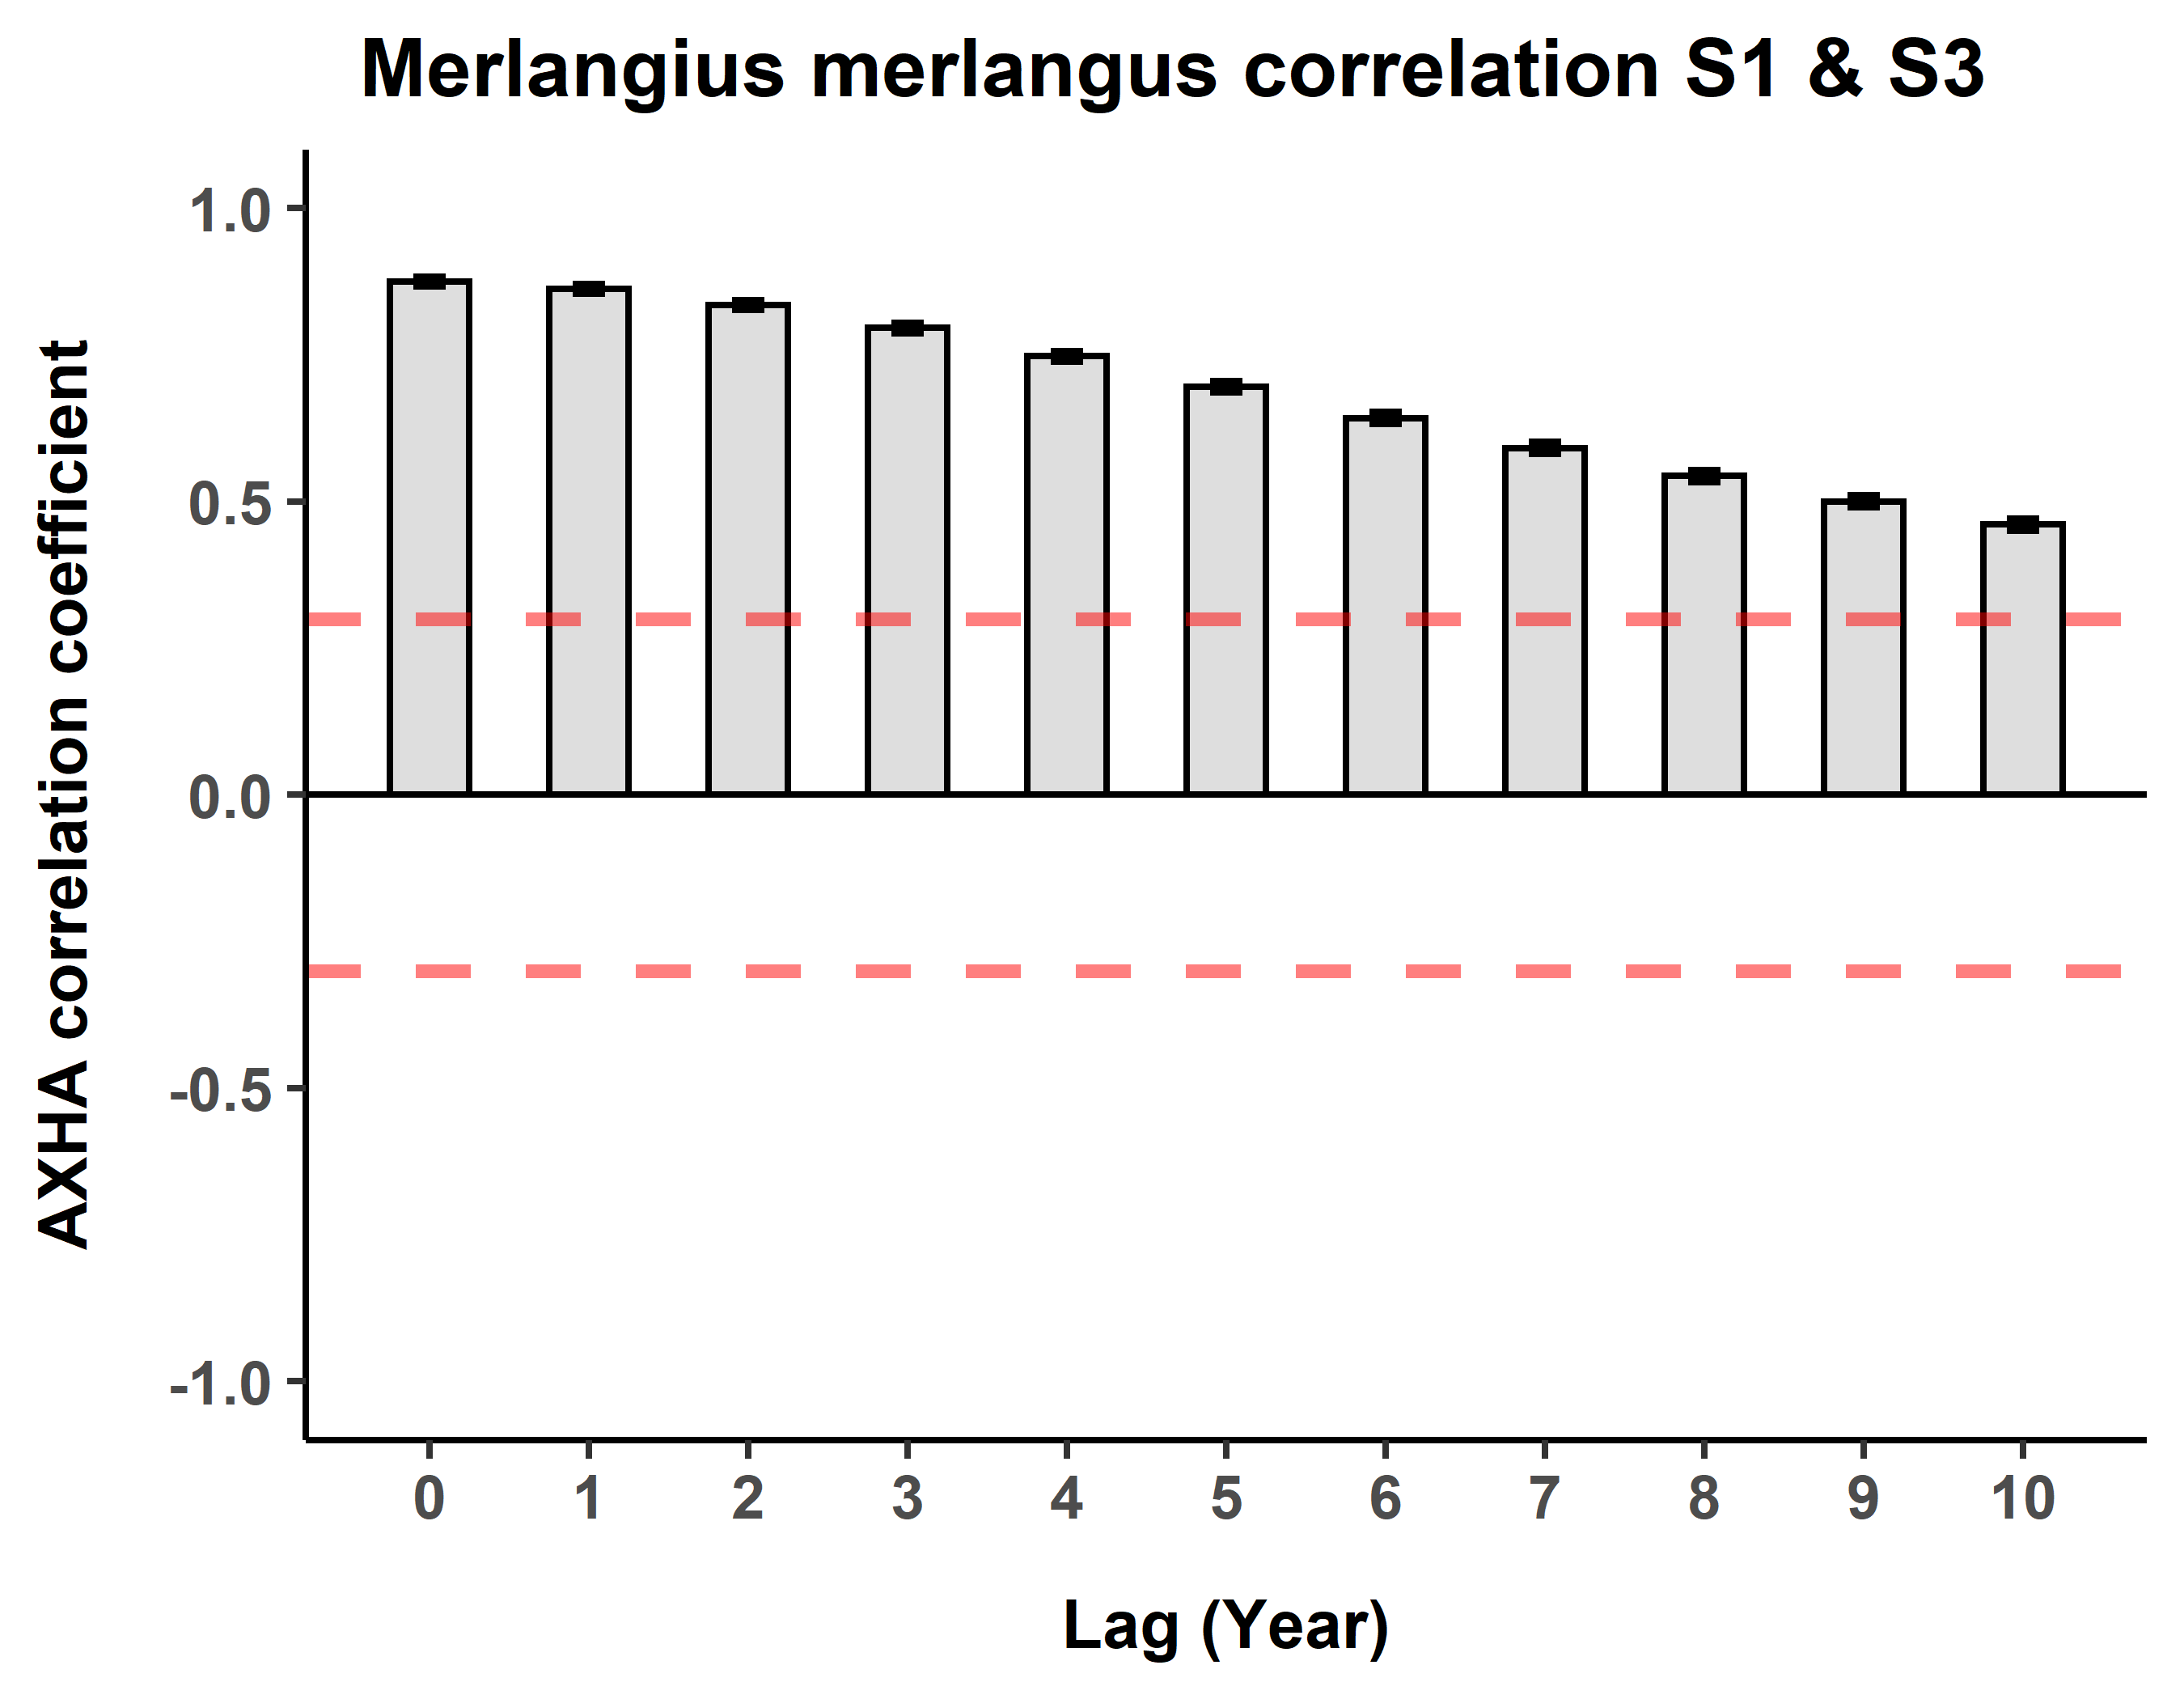 Merlangius merlangus correlation S1 & S3
AXHA correlation coefficient
1.0
0.5
0.0
-0.5
-1.0
0 1 2 3 4 5 6 7 8 9 10
Lag (Year)